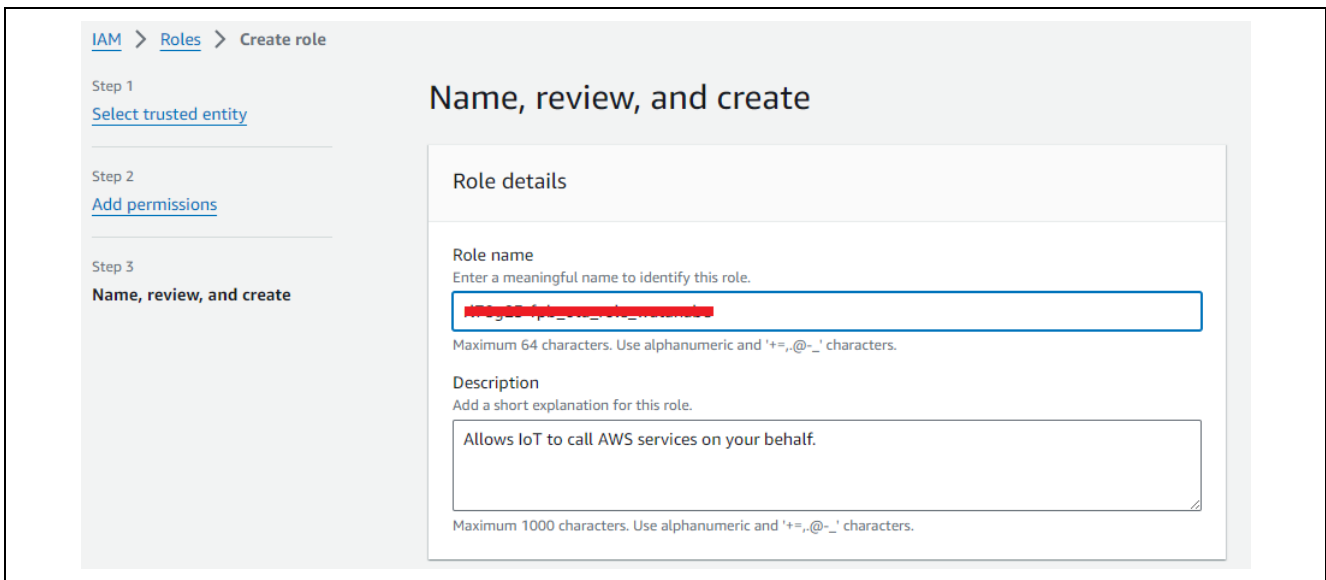 IAM > Roles > Create role
Step 1
Select trusted entity
Step 2
Add permissions
Step 3
Name, review, and create
Name, review, and create
Role details
Role name
Enter a meaningful name to identify this role.
Maximum 64 characters. Use alphanumeric and '+=,.@-_' characters.
Description
Add a short explanation for this role.
Allows IoT to call AWS services on your behalf.
Maximum 1000 characters. Use alphanumeric and '+=,.@-_' characters.